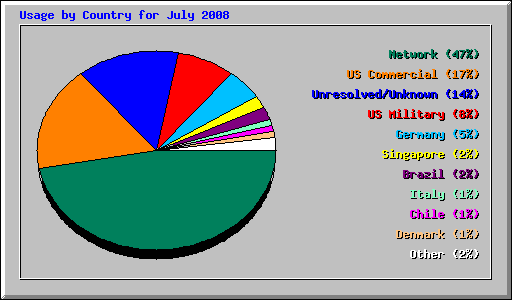 Usage by Country for July 2008
Network (47%)
US Commercial (17%)
Unresolved/Unknown (14%)
US Military (8%)
Germany (5%)
Singapore (2%)
Brazil (2%)
Italy (1%)
Chile (1%)
Denmark (1%)
Other (2%)